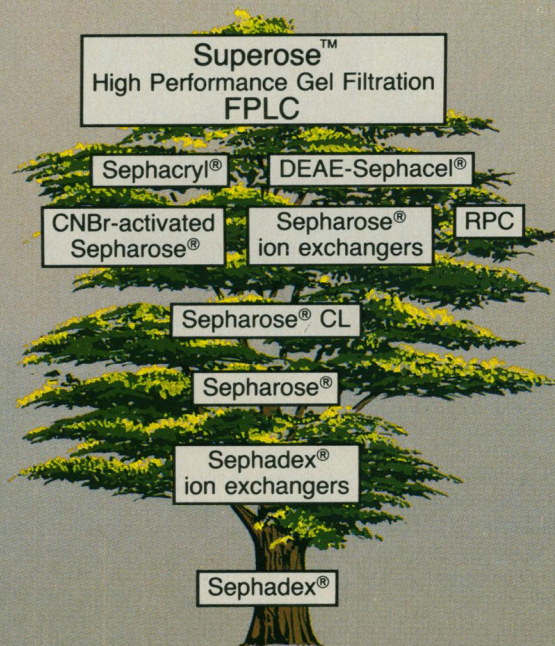 Superose™
High Performance Gel Filtration
FPLC
Sephacryl®
DEAE-Sephacel®
CNBr-activated
Sepharose®
Sepharose®
ion exchangers
RPC
Sepharose® CL
Sepharose®
Sephadex®
ion exchangers
Sephadex®